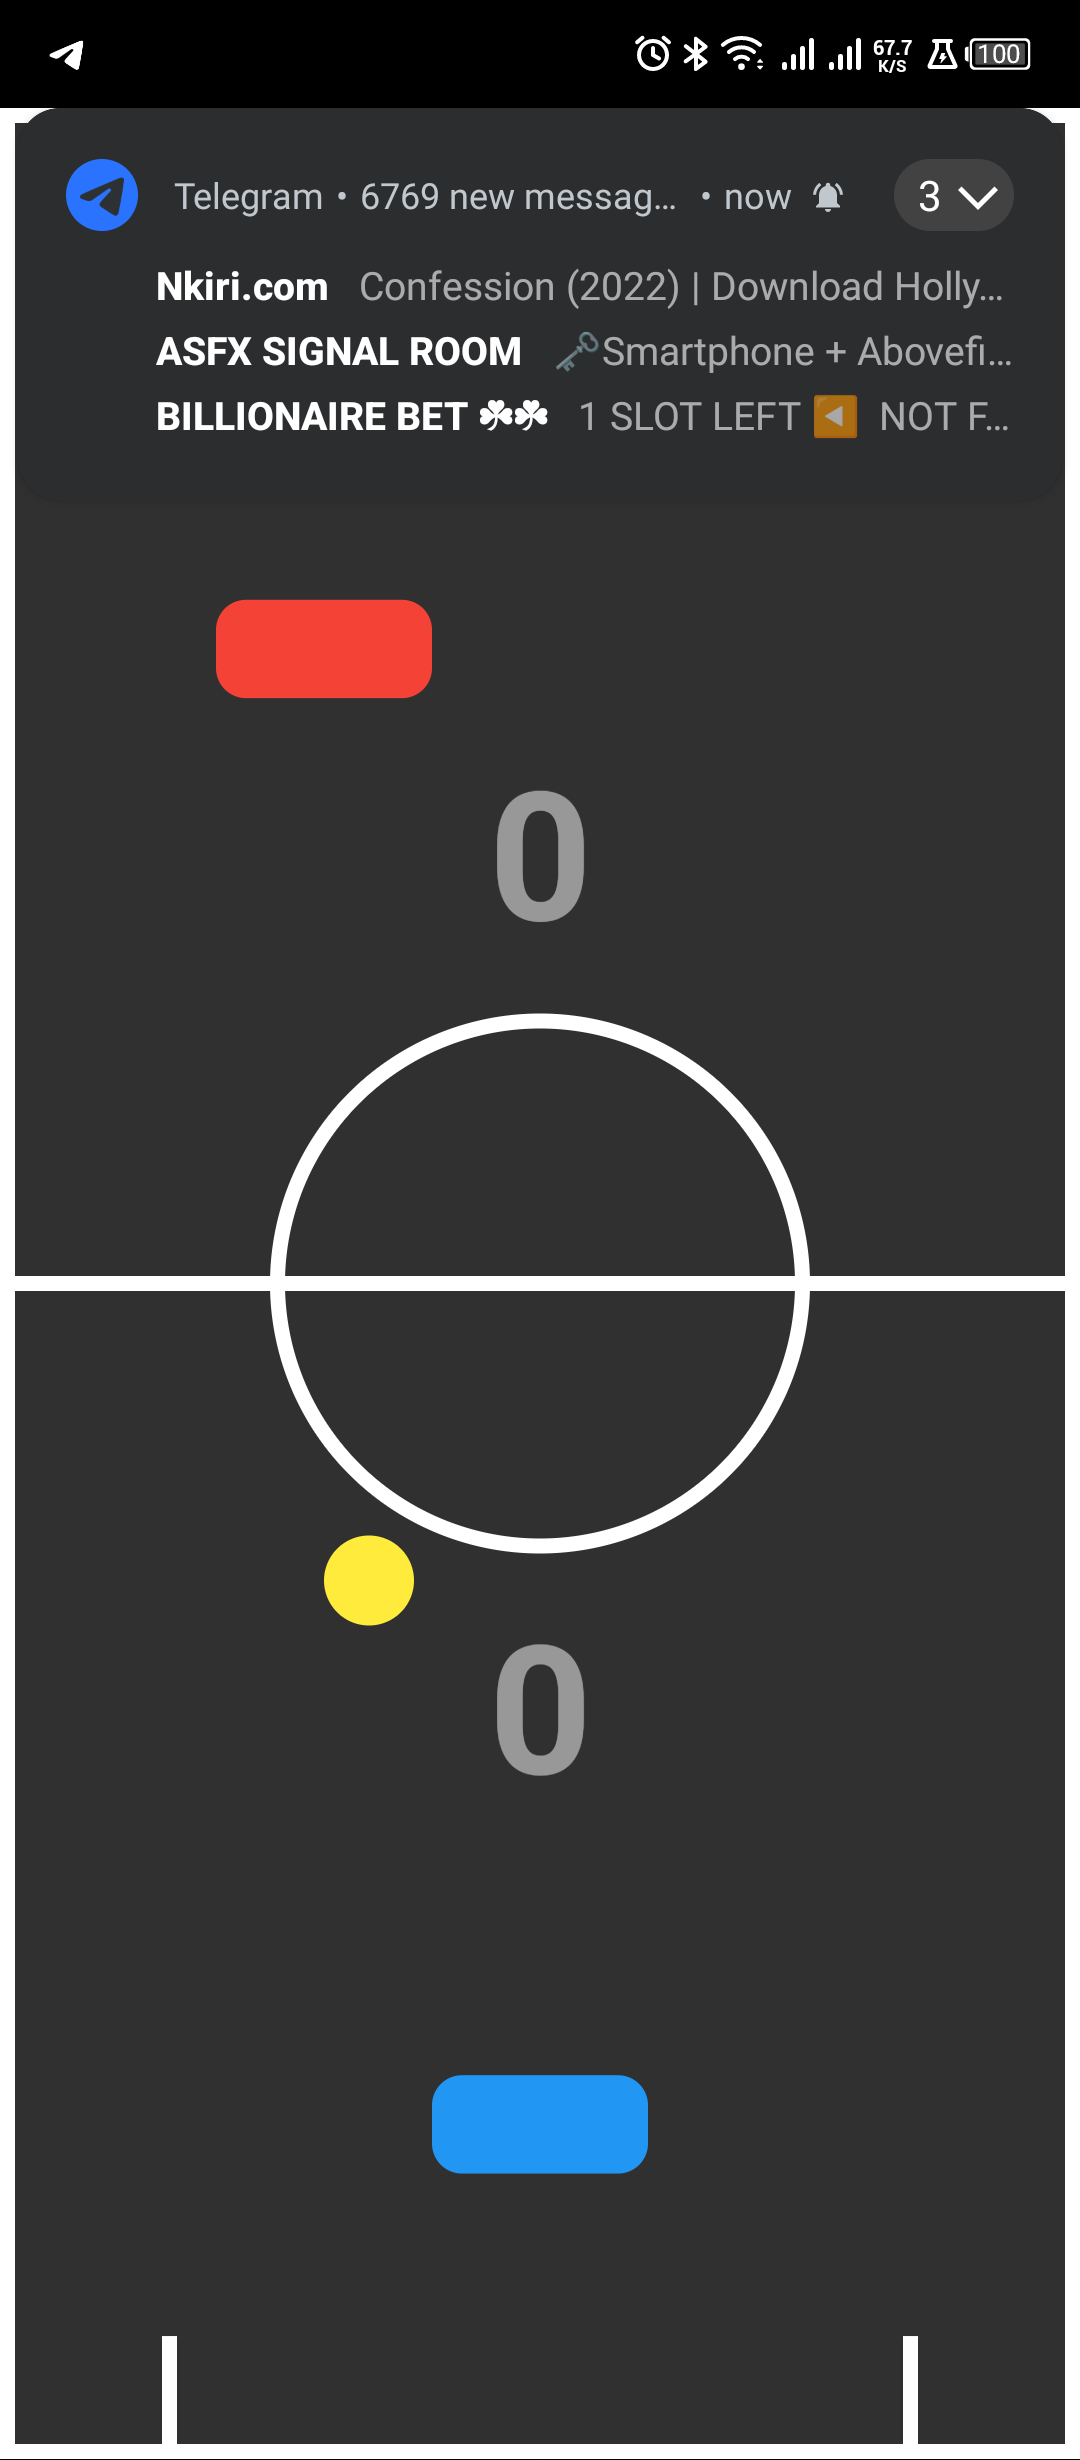 67.7
K/S
100
Telegram • 6769 new messag... • now
3
Nkiri.com Confession (2022) | Download Holly...
ASFX SIGNAL ROOM 🗝️Smartphone + Abovefi...
BILLIONAIRE BET ☘☘ 1 SLOT LEFT ◀️ NOT F...
0
0